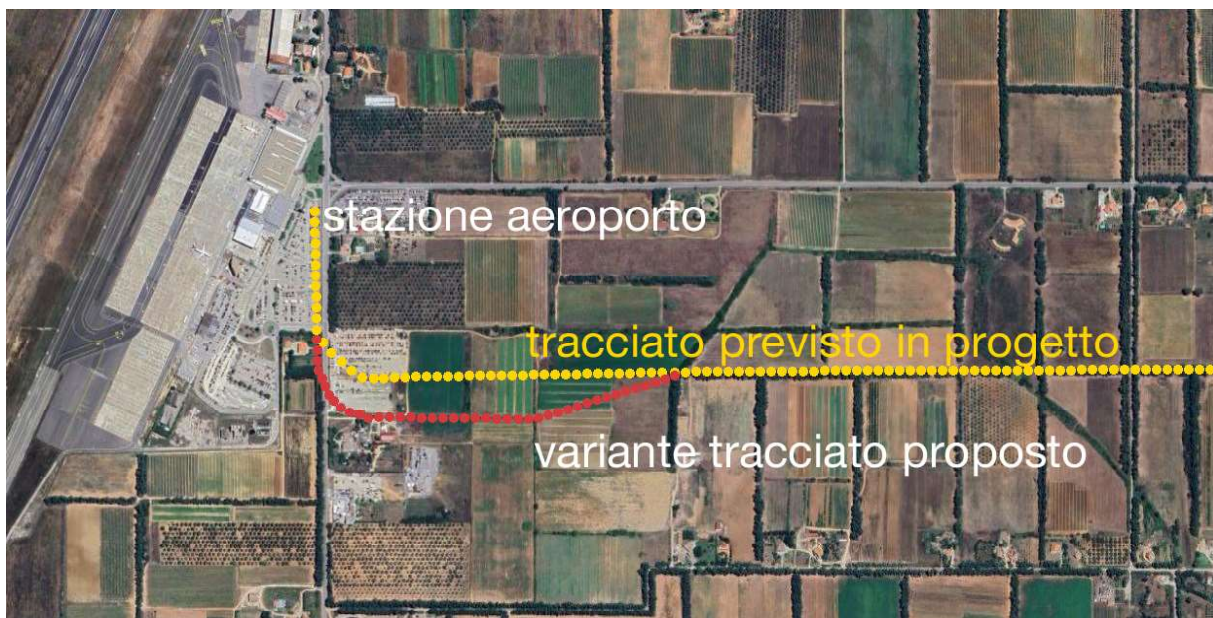 stazione aeroporto
tracciato previsto in progetto
variante tracciato proposto